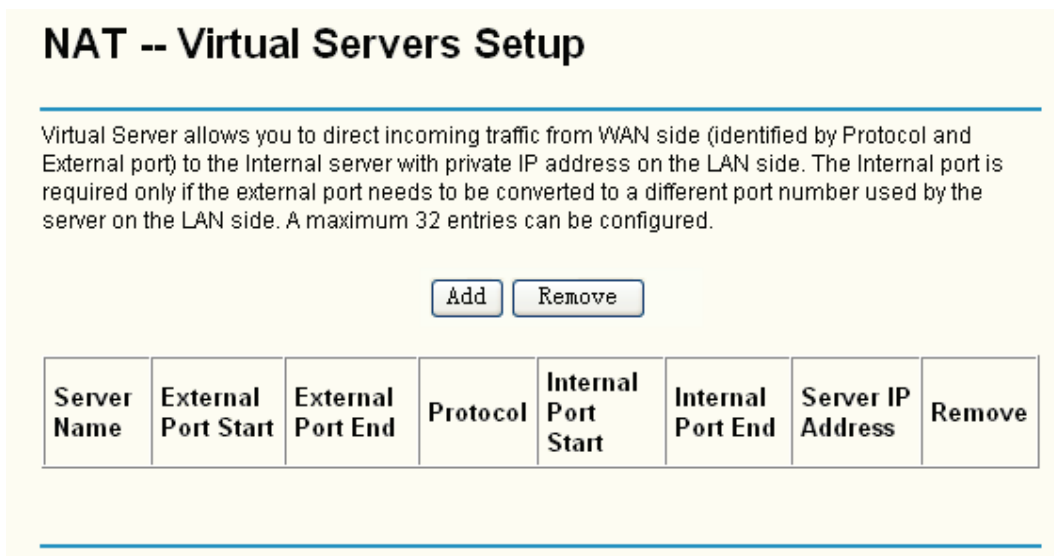 NAT -- Virtual Servers Setup
Virtual Server allows you to direct incoming traffic from WAN side (identified by Protocol and
External port) to the Internal server with private IP address on the LAN side. The Internal port is
required only if the external port needs to be converted to a different port number used by the
server on the LAN side. A maximum 32 entries can be configured.
Add Remove
Server Name External Port Start External Port End Protocol Internal Port Start Internal Port End Server IP Address Remove